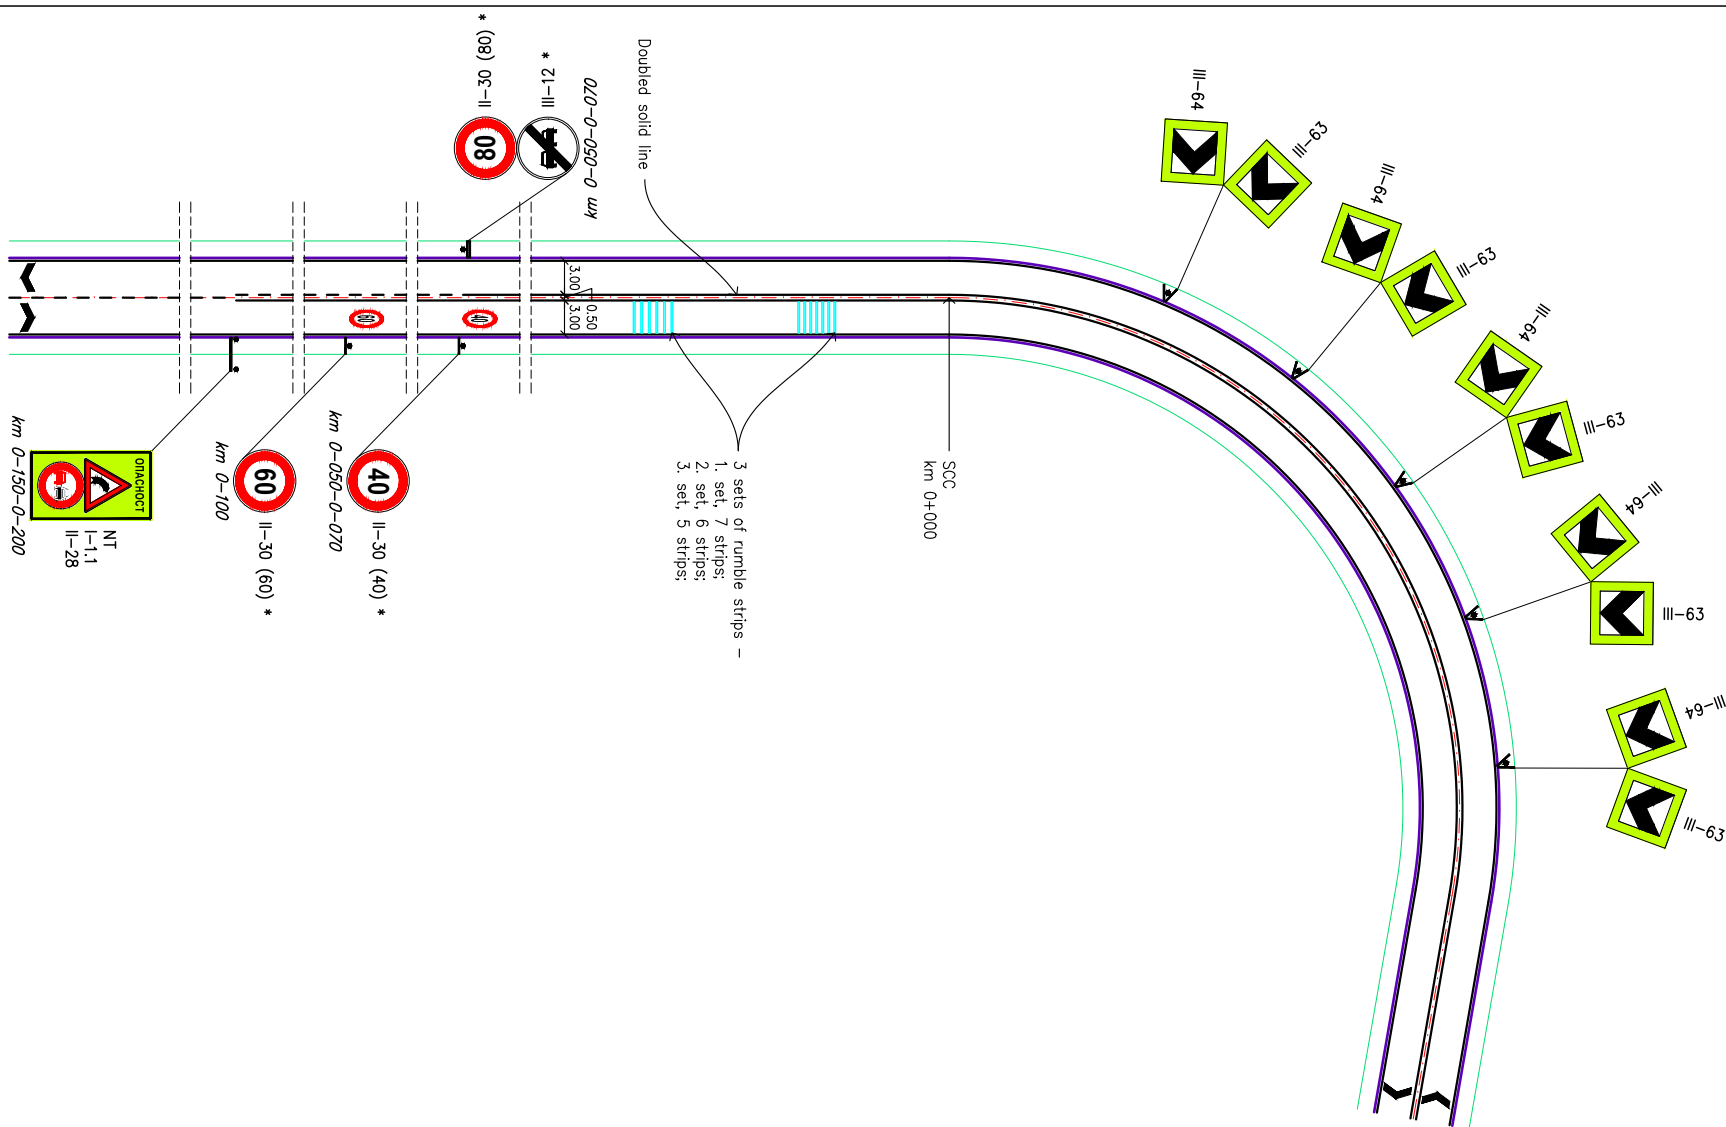 II-30 (80) *
III-12 *
km 0-050-0-070
80
Doubled solid line
III-64
III-63
III-64
III-63
III-64
III-63
III-64
III-63
III-64
III-63
3.00
0.50
3.00
60
40
SCC
km 0+000
3 sets of rumble strips -
1. set, 7 strips;
2. set, 6 strips;
3. set, 5 strips;
40
II-30 (40) *
km 0-050-0-070
60
II-30 (60) *
km 0-100
ОПАСНОСТ
NT
I-1.1
II-28
km 0-150-0-200